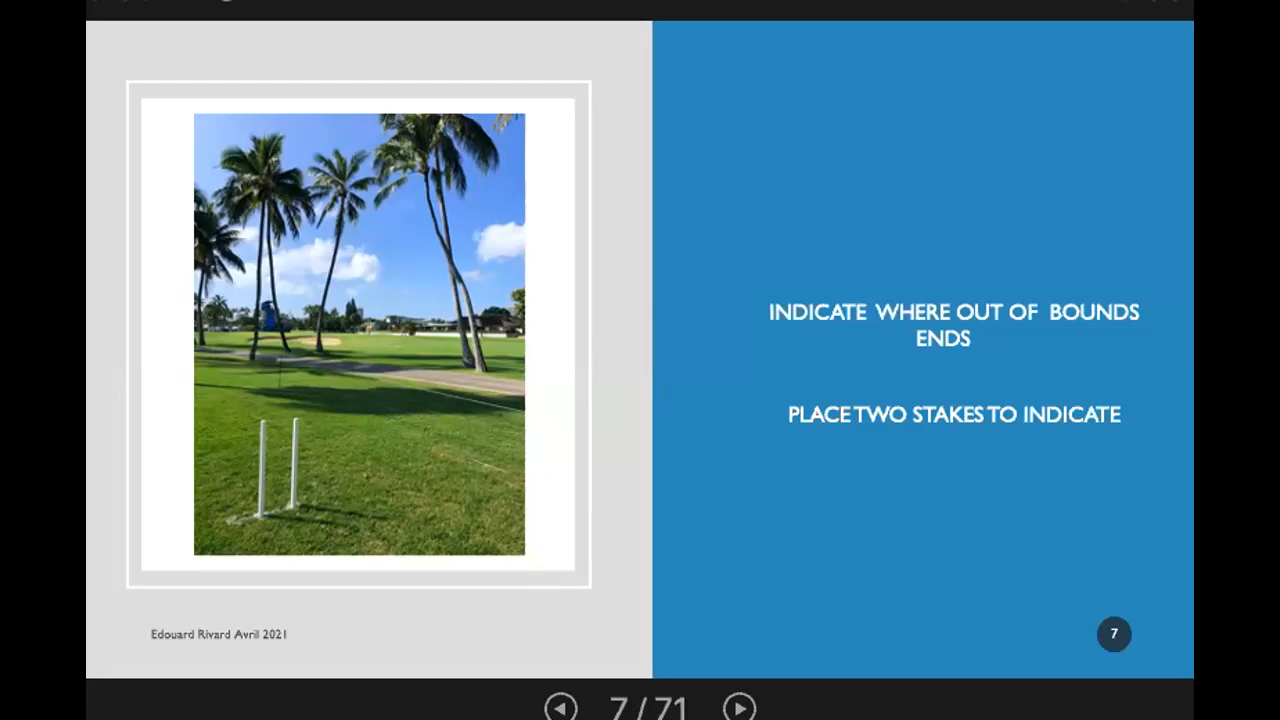 INDICATE WHERE OUT OF BOUNDS
ENDS
PLACE TWO STAKES TO INDICATE
Edouard Rivard Avril 2021
7
7 / 71